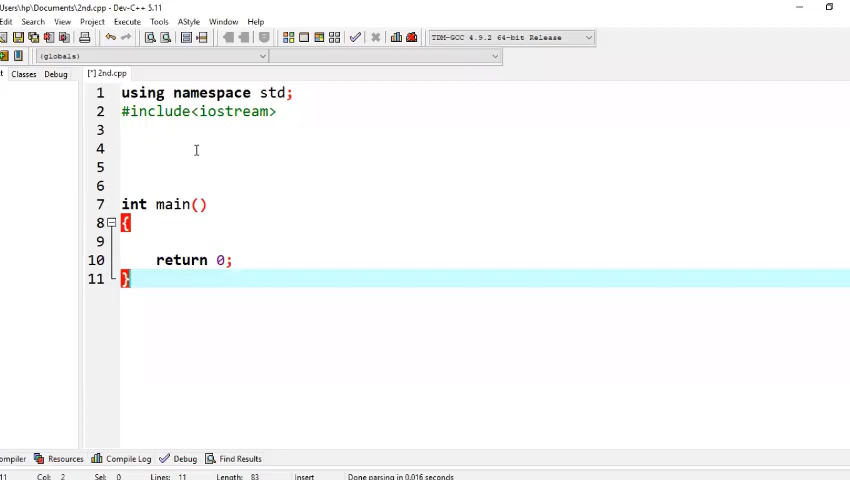 Users\hp\Documents\2nd.cpp - Dev-C++ 5.11
Edit Search View Project Execute Tools AStyle Window Help
TDM-GCC 4.9.2 64-bit Release
(globals)
Classes Debug [*] 2nd.cpp
1 using namespace std;
2 #include<iostream>
3
4
5
6
7 int main()
8 {
9
10 return 0;
11 }
ompiler Resources Compile Log Debug Find Results
11 Col: 2 Sel: 0 Lines: 11 Length: 83 Insert Done parsing in 0.016 seconds